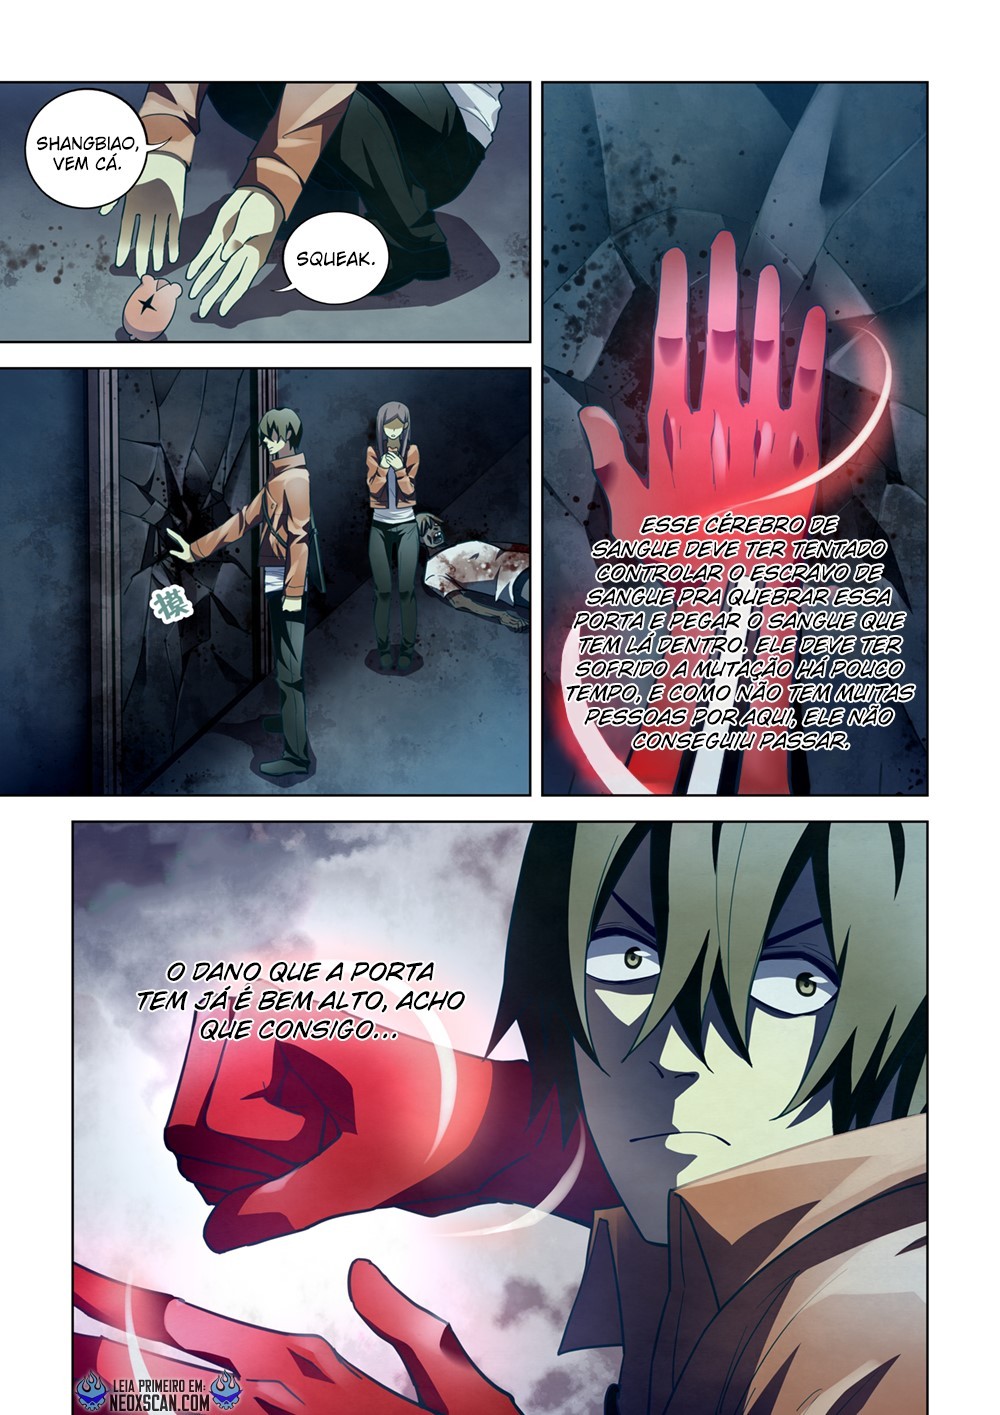 SHANGBIAO,
VEM CÁ.
SQUEAK.
摸
ESSE CÉREBRO DE
SANGUE DEVE TER TENTADO
CONTROLAR O ESCRAVO DE
SANGUE PRA QUEBRAR ESSA
PORTA E PEGAR O SANGUE QUE
TEM LÁ DENTRO. ELE DEVE TER
SOFRIDO A MUTAÇÃO HÁ POUCO
TEMPO, E COMO NÃO TEM MUITAS
PESSOAS POR AQUI, ELE NÃO
CONSEGUIU PASSAR.
O DANO QUE A PORTA
TEM JÁ É BEM ALTO, ACHO
QUE CONSIGO...
LEIA PRIMEIRO EM:
NEOXSCAN.COM